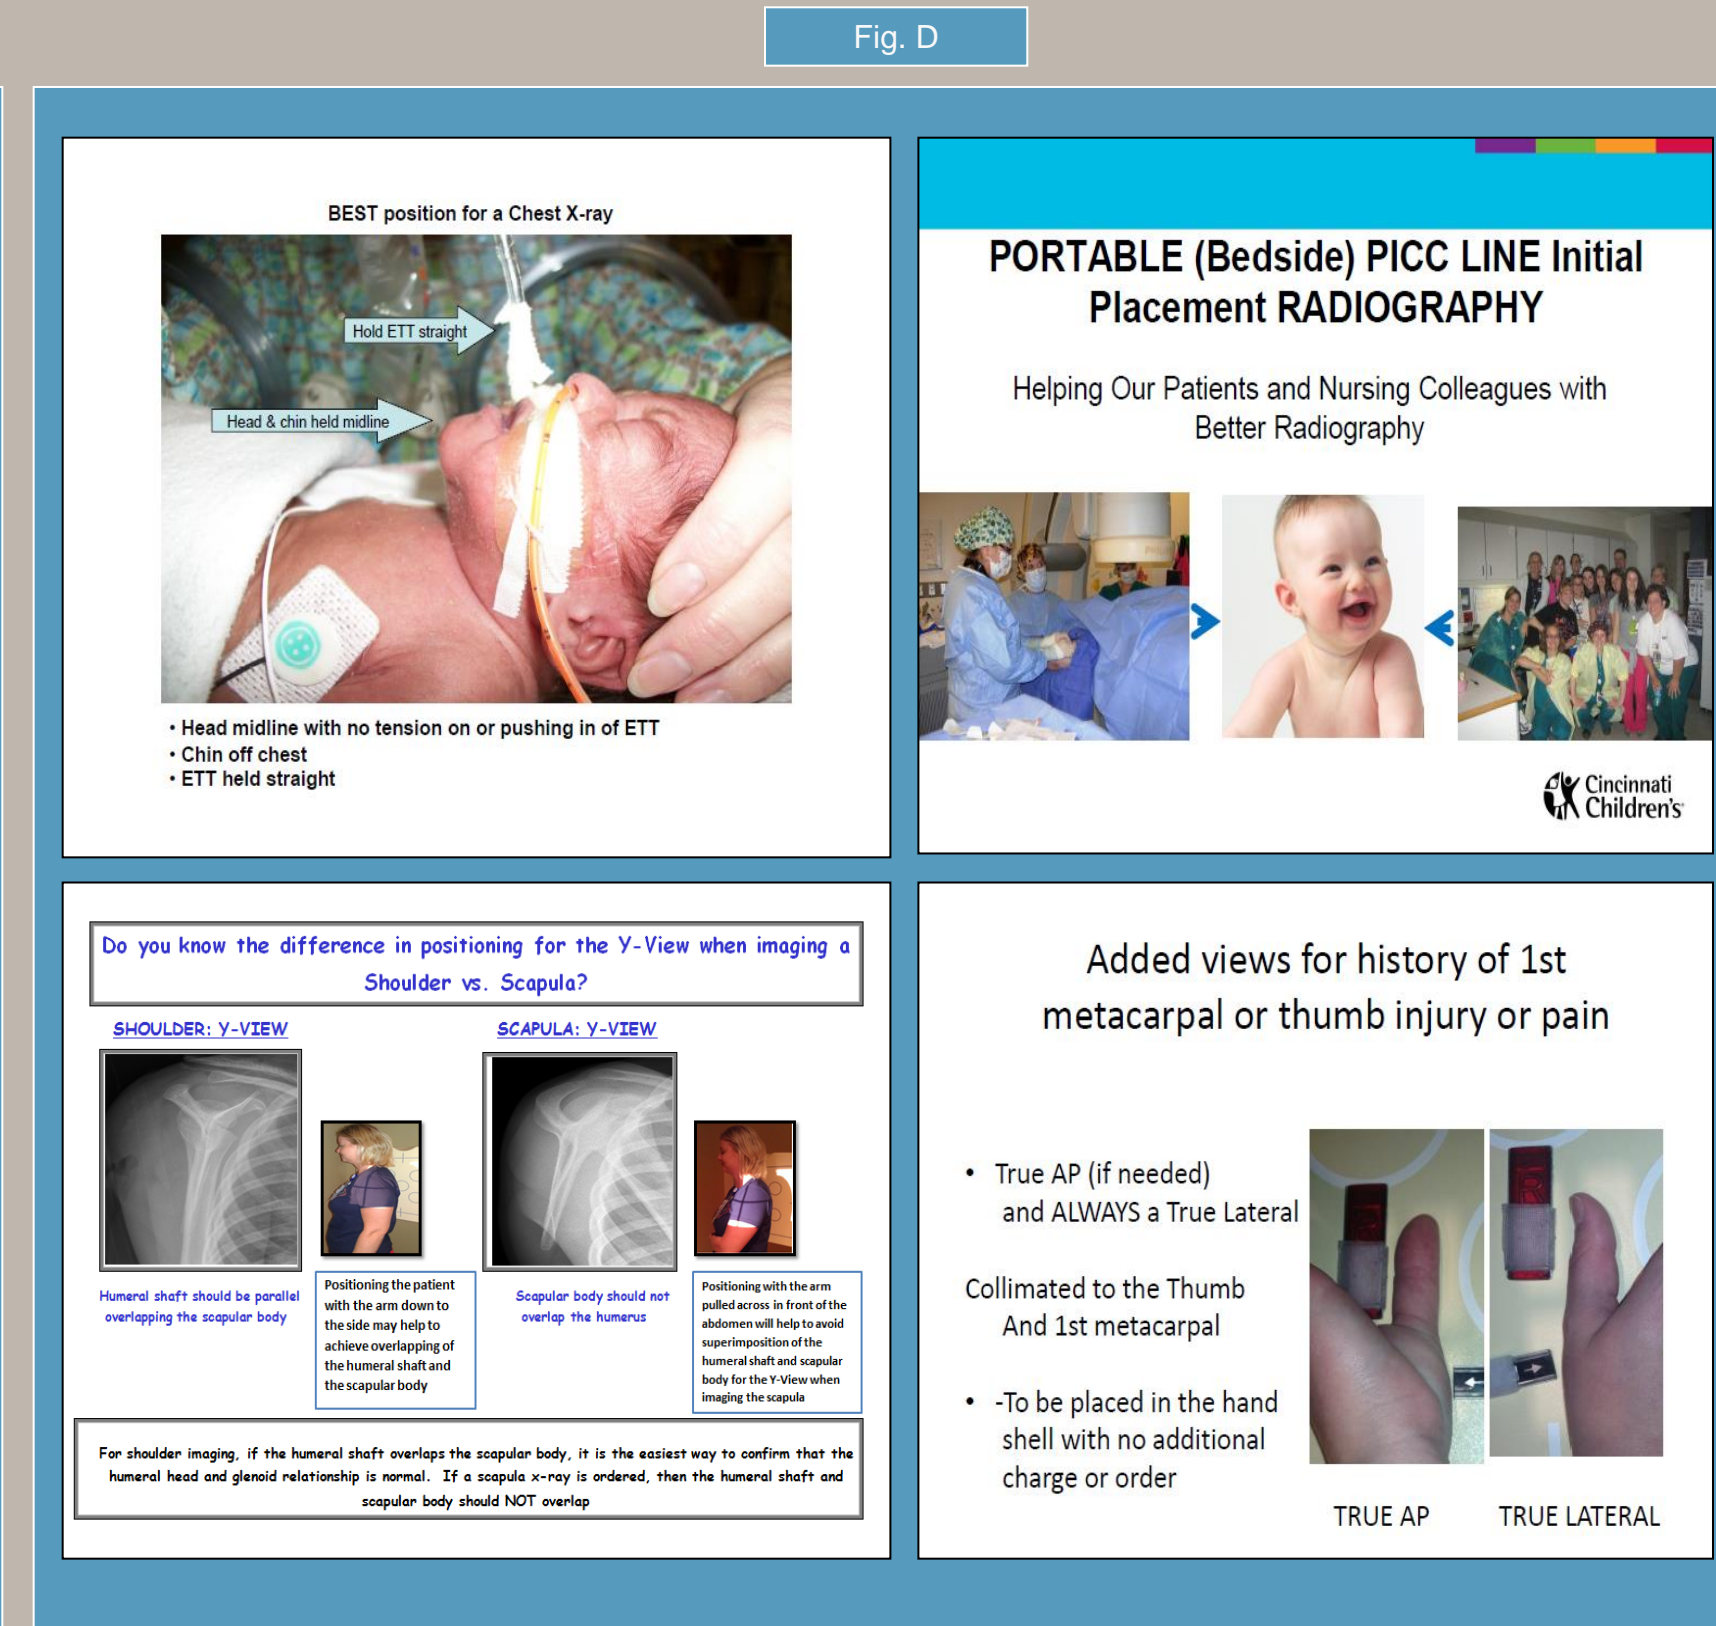 Fig. D
BEST position for a Chest X-ray
Hold ETT straight
Head & chin held midline
• Head midline with no tension on or pushing in of ETT
• Chin off chest
• ETT held straight
PORTABLE (Bedside) PICC LINE Initial
Placement RADIOGRAPHY
Helping Our Patients and Nursing Colleagues with
Better Radiography
Cincinnati
Children's
Do you know the difference in positioning for the Y-View when imaging a
Shoulder vs. Scapula?
SHOULDER: Y-VIEW
Humeral shaft should be parallel
overlapping the scapular body
Positioning the patient
with the arm down to
the side may help to
achieve overlapping of
the humeral shaft and
the scapular body
SCAPULA: Y-VIEW
Scapular body should not
overlap the humerus
Positioning with the arm
pulled across in front of the
abdomen will help to avoid
superimposition of the
humeral shaft and scapular
body for the Y-View when
imaging the scapula
For shoulder imaging, if the humeral shaft overlaps the scapular body, it is the easiest way to confirm that the
humeral head and glenoid relationship is normal. If a scapula x-ray is ordered, then the humeral shaft and
scapular body should NOT overlap
Added views for history of 1st
metacarpal or thumb injury or pain
• True AP (if needed)
and ALWAYS a True Lateral
Collimated to the Thumb
And 1st metacarpal
• -To be placed in the hand
shell with no additional
charge or order
R
TRUE AP
TRUE LATERAL